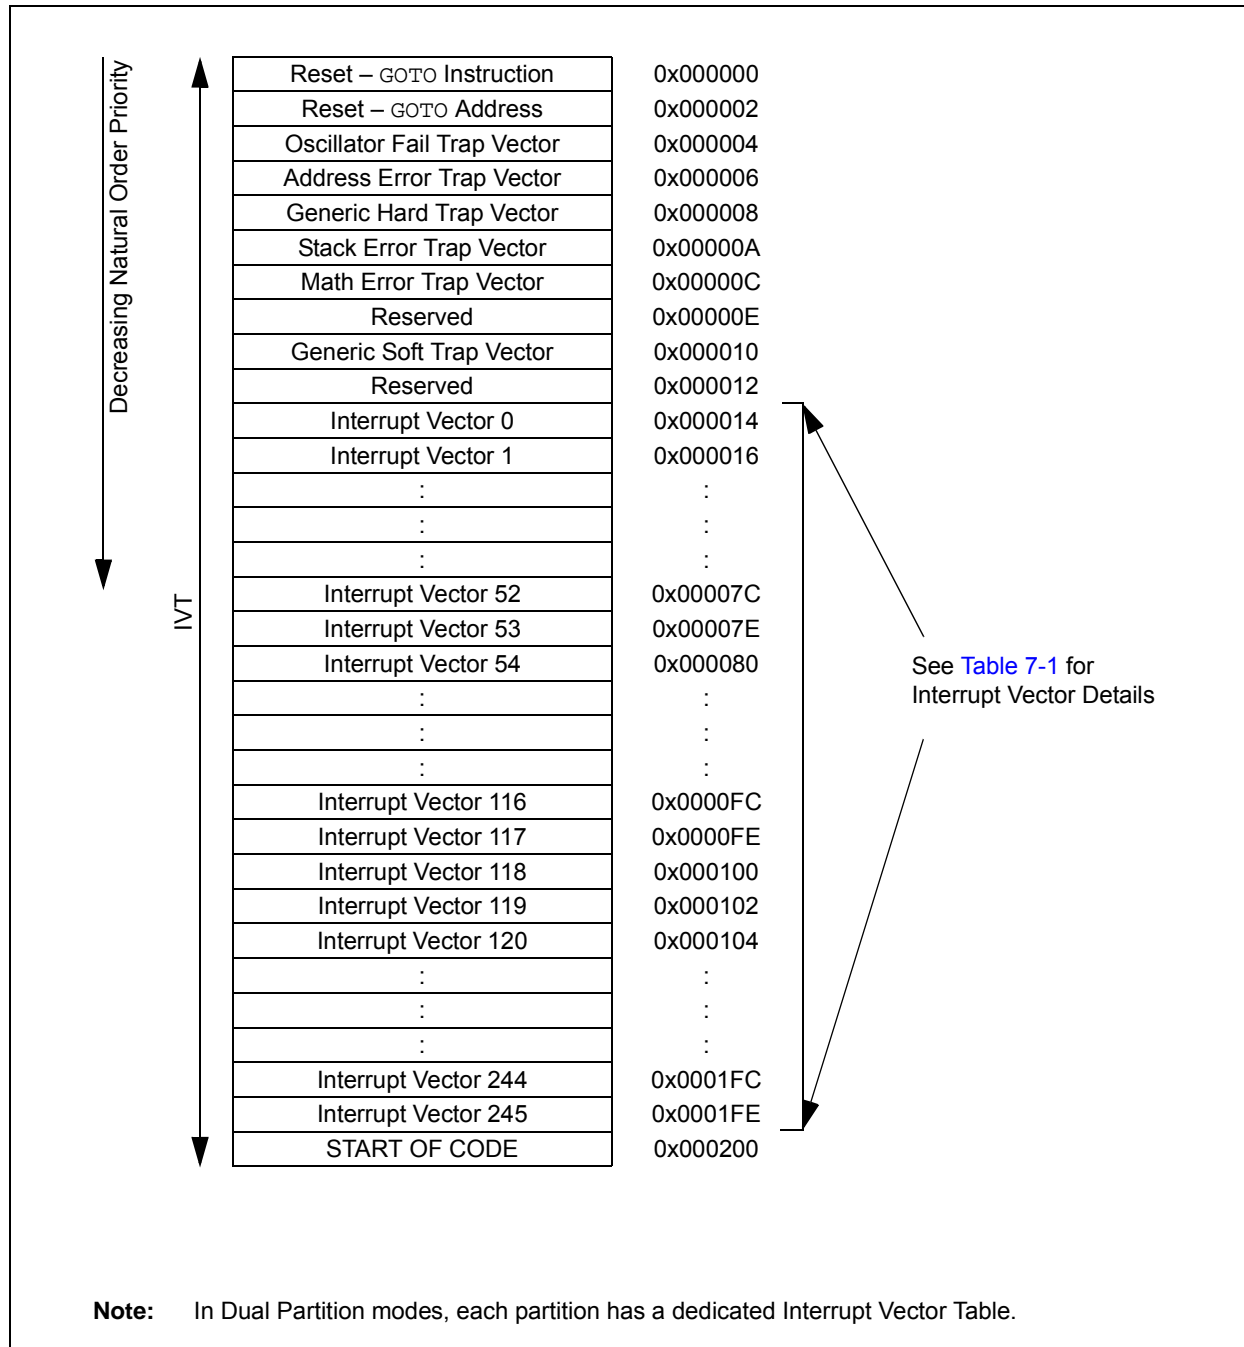 Decreasing Natural Order Priority
IVT
Reset – GOTO Instruction 0x000000
Reset – GOTO Address 0x000002
Oscillator Fail Trap Vector 0x000004
Address Error Trap Vector 0x000006
Generic Hard Trap Vector 0x000008
Stack Error Trap Vector 0x00000A
Math Error Trap Vector 0x00000C
Reserved 0x00000E
Generic Soft Trap Vector 0x000010
Reserved 0x000012
Interrupt Vector 0 0x000014
Interrupt Vector 1 0x000016
: :
: :
: :
Interrupt Vector 52 0x00007C
Interrupt Vector 53 0x00007E
Interrupt Vector 54 0x000080
: :
: :
: :
Interrupt Vector 116 0x0000FC
Interrupt Vector 117 0x0000FE
Interrupt Vector 118 0x000100
Interrupt Vector 119 0x000102
Interrupt Vector 120 0x000104
: :
: :
: :
Interrupt Vector 244 0x0001FC
Interrupt Vector 245 0x0001FE
START OF CODE 0x000200
See Table 7-1 for
Interrupt Vector Details
Note: In Dual Partition modes, each partition has a dedicated Interrupt Vector Table.